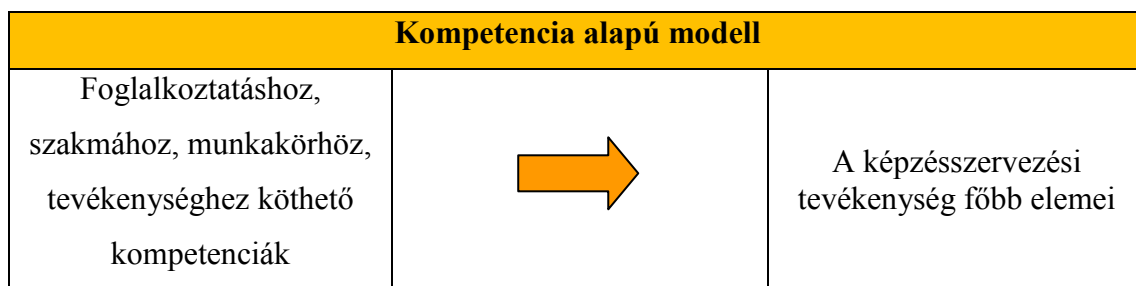 Kompetencia alapú modell
Foglalkoztatáshoz,
szakmához, munkakörhöz,
tevékenységhez köthető
kompetenciák
A képzésszervezési
tevékenység főbb elemei